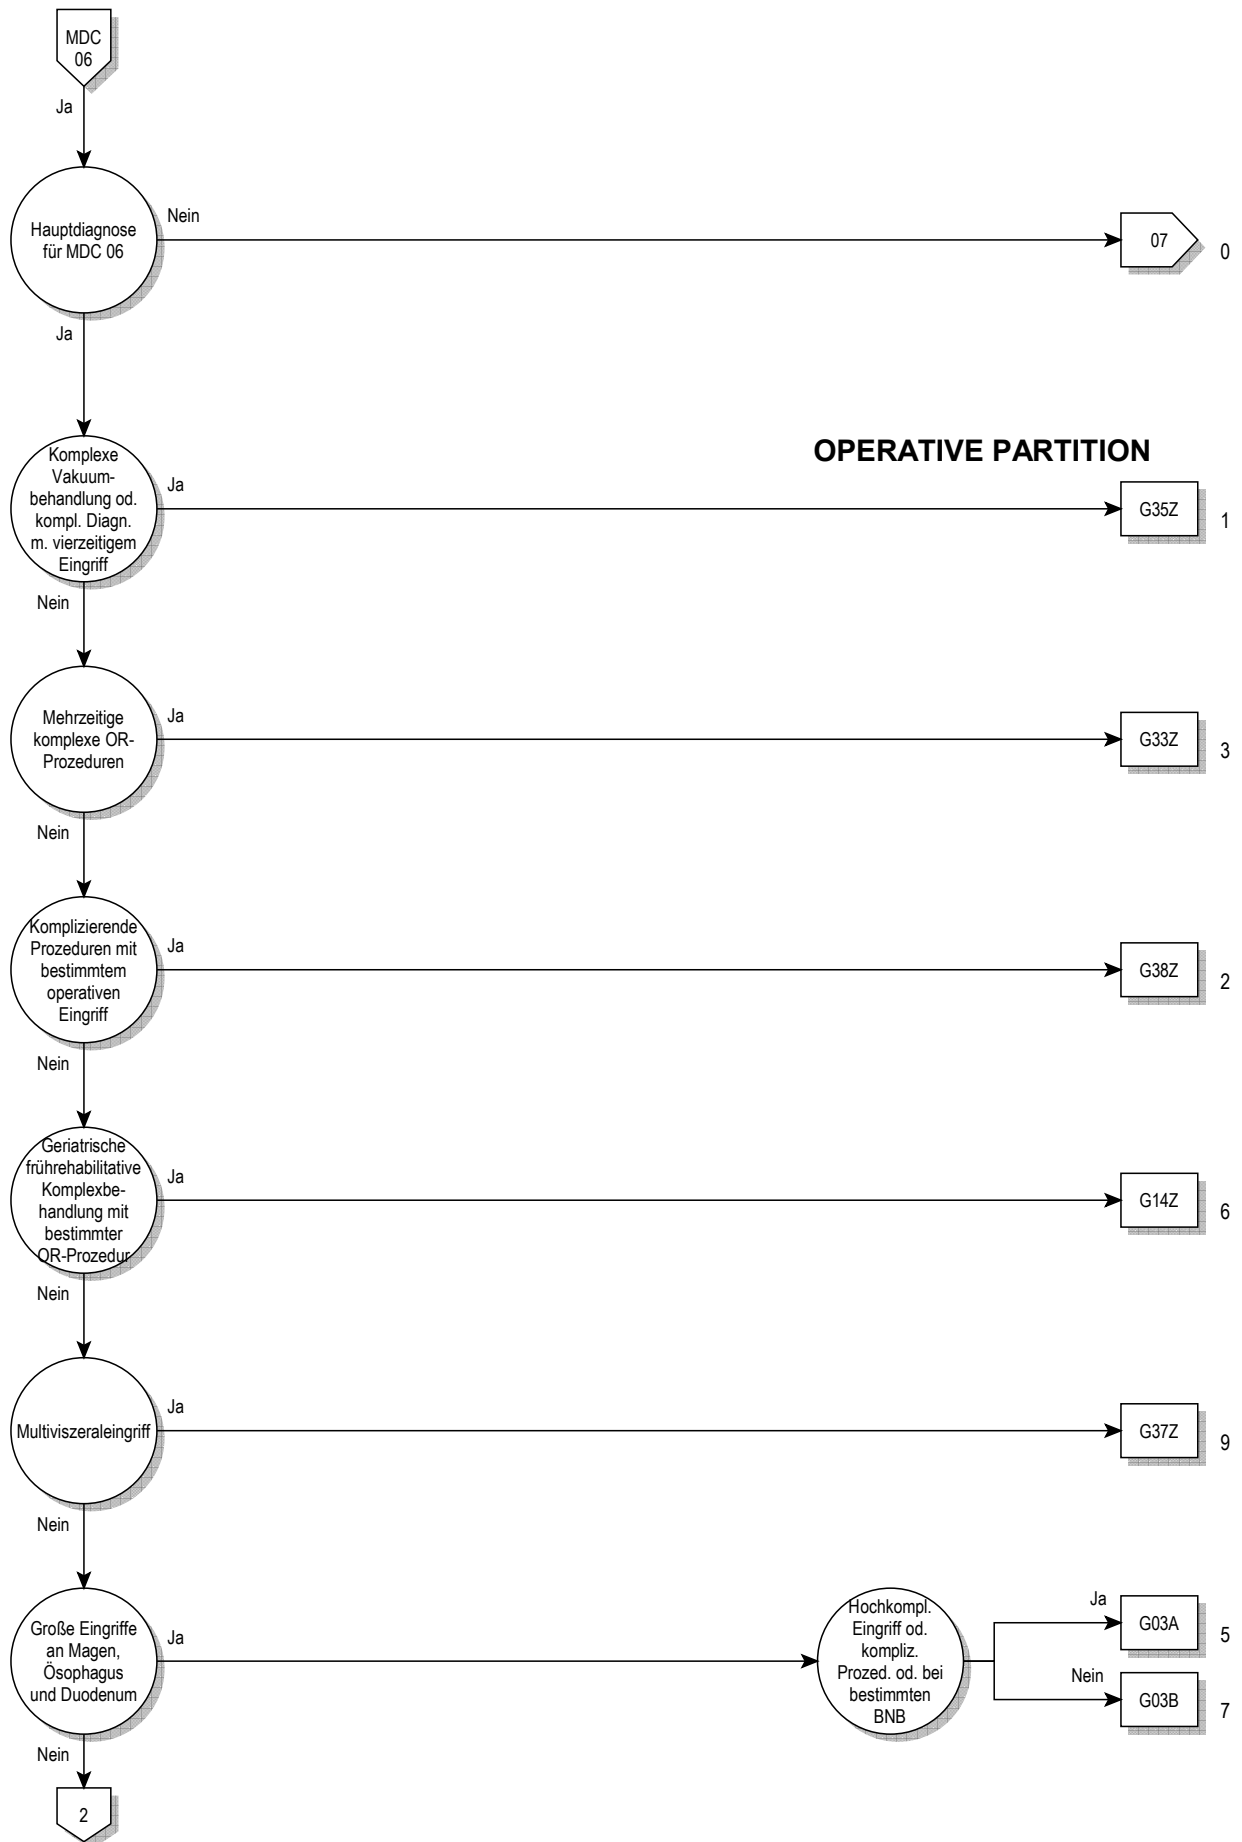 MDC
06
Ja
Hauptdiagnose
für MDC 06
Nein
07
0
Ja
OPERATIVE PARTITION
Komplexe
Vakuum-
behandlung od.
kompl. Diagn.
m. vierzeitigem
Eingriff
Ja
G35Z
1
Nein
Mehrzeitige
komplexe OR-
Prozeduren
Ja
G33Z
3
Nein
Komplizierende
Prozeduren mit
bestimmtem
operativen
Eingriff
Ja
G38Z
2
Nein
Geriatrische
frührehabilitative
Komplexbe-
handlung mit
bestimmter
OR-Prozedur
Ja
G14Z
6
Nein
Multiviszeraleingriff
Ja
G37Z
9
Nein
Große Eingriffe
an Magen,
Ösophagus
und Duodenum
Ja
Hochkompl.
Eingriff od.
kompliz.
Prozed. od. bei
bestimmten
BNB
Ja
G03A
5
Nein
G03B
7
Nein
2